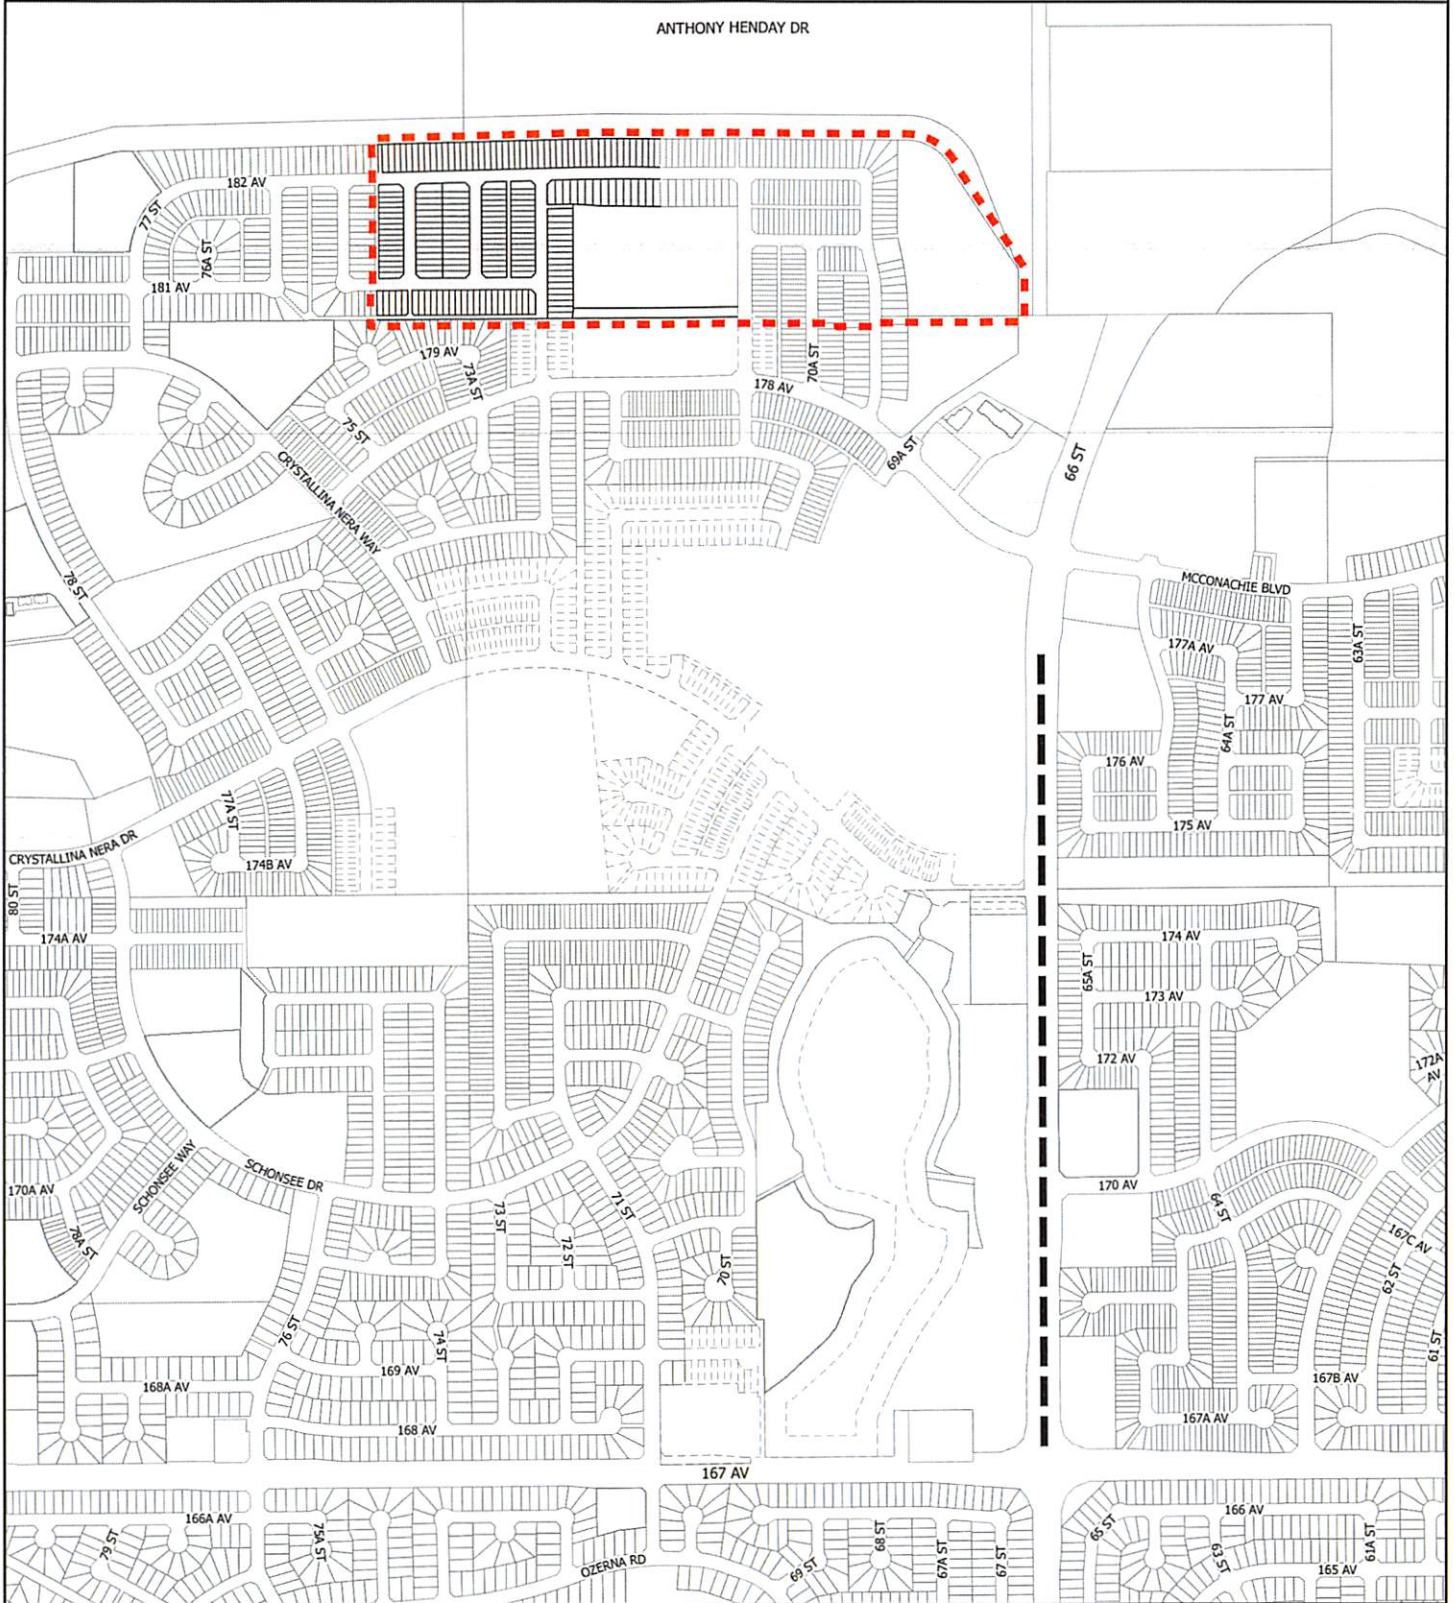 ANTHONY HENDAY DR
182 AV
77 ST
76A ST
181 AV
179 AV
73A ST
70A ST
178 AV
75 ST
69A ST
66 ST
CRYSTALLINA NERA WAY
78 ST
MCCONACHIE BLVD
177A AV
63A ST
177 AV
64A ST
176 AV
77A ST
175 AV
CRYSTALLINA NERA DR
174B AV
80 ST
174A AV
174 AV
65A ST
173 AV
172 AV
172A
AV
SCHONSEE WAY
SCHONSEE DR
170A AV
170 AV
73 ST
71 ST
64 ST
78A ST
72 ST
167C AV
70 ST
62 ST
76 ST
74 ST
61 ST
169 AV
168A AV
167B AV
168 AV
167A AV
167 AV
166A AV
166 AV
79 ST
75A ST
68 ST
65 ST
67A ST
67 ST
63 ST
61A ST
OZERNA RD
69 ST
165 AV